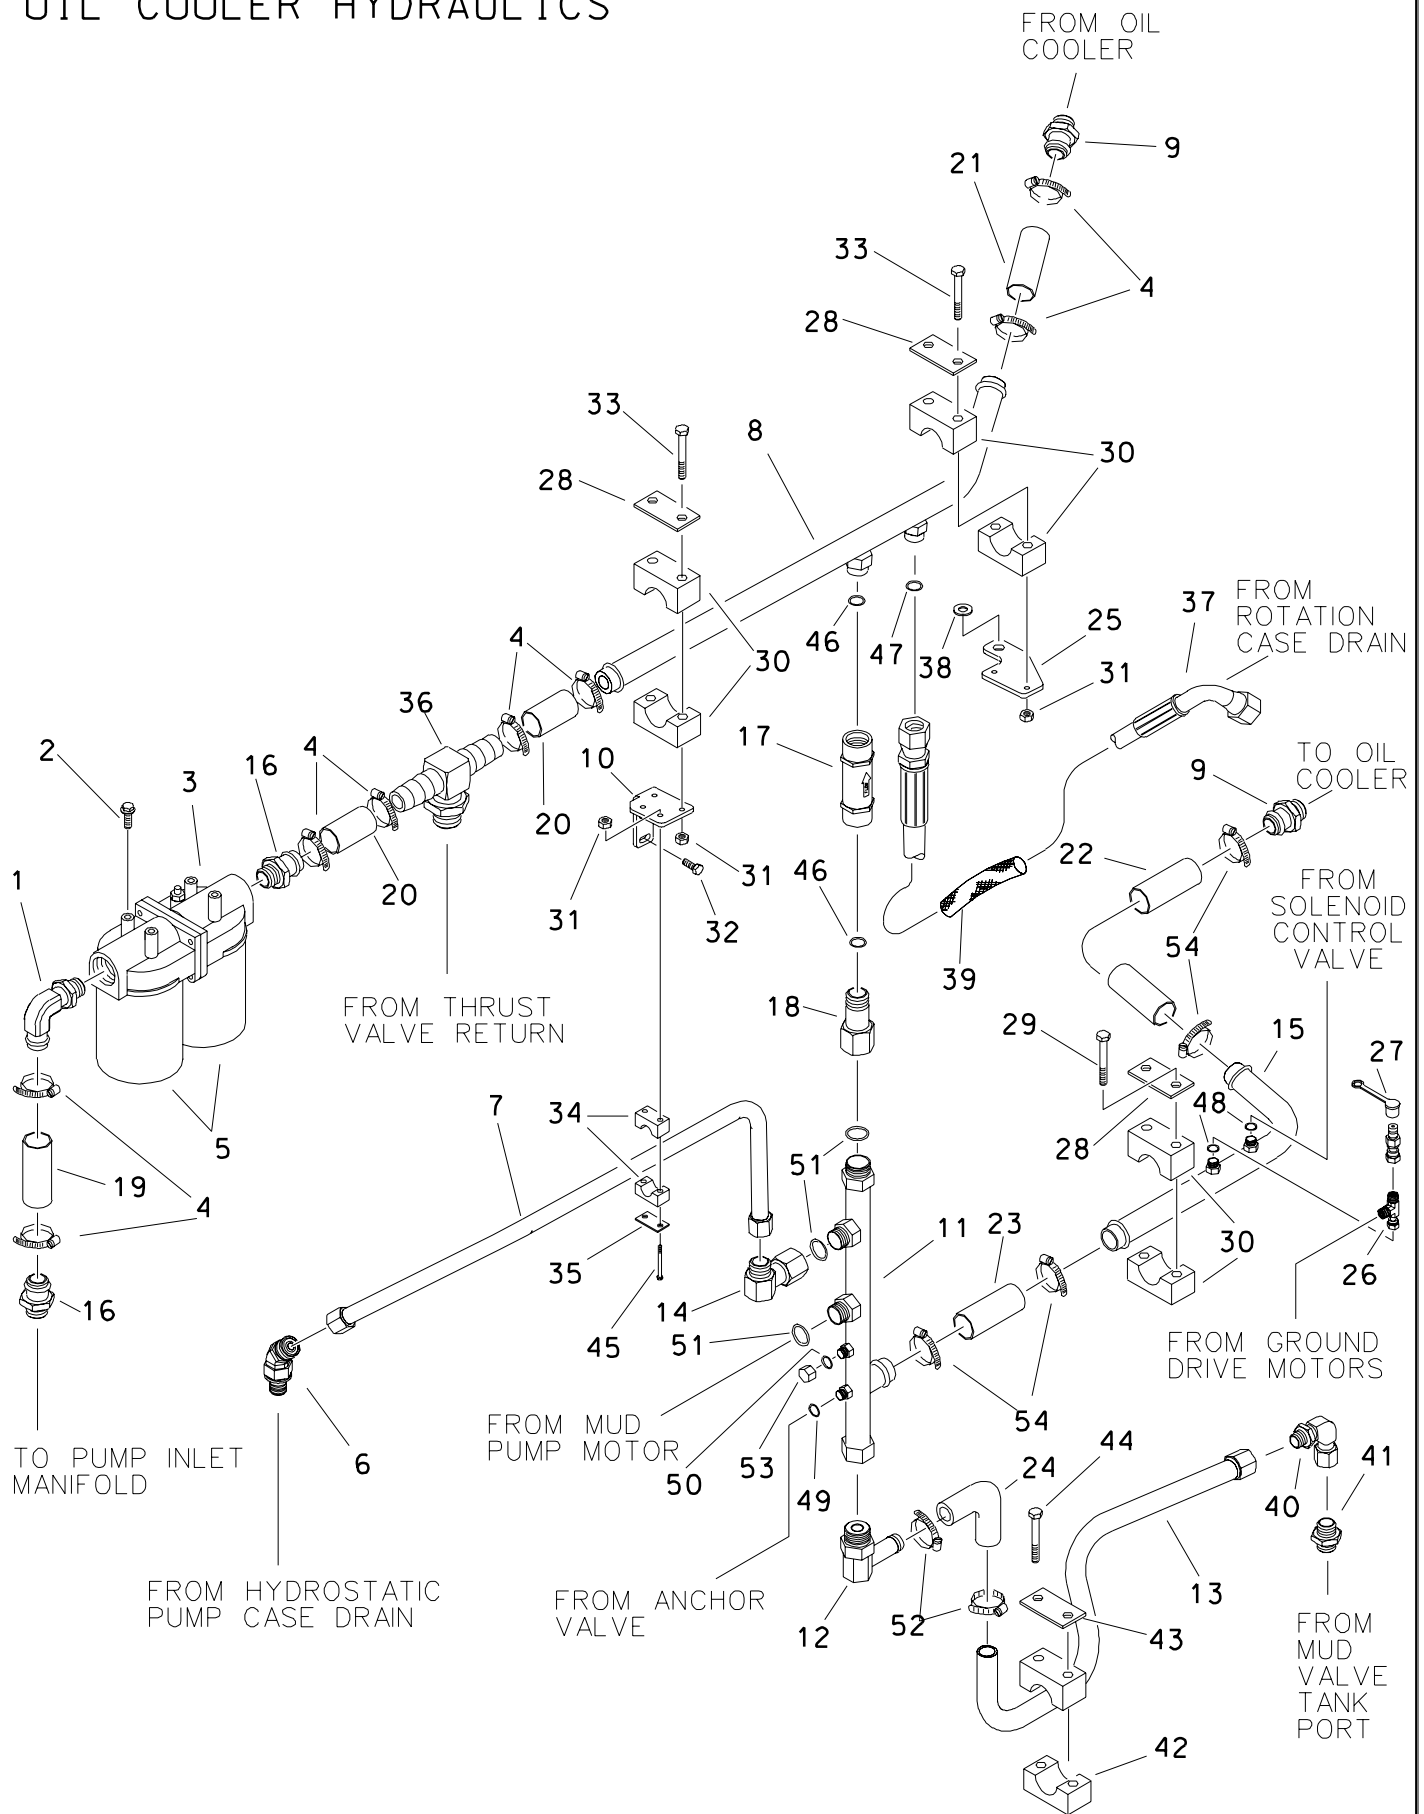 OIL COOLER HYDRAULICS
FROM OIL
COOLER
9
21
33
4
28
33
8
30
28
FROM
ROTATION
CASE DRAIN
37
46
47
38
25
4
30
31
36
17
TO OIL
COOLER
9
2
3
16
4
10
20
22
FROM
SOLENOID
CONTROL
VALVE
1
20
31
31
32
46
54
39
FROM THRUST
VALVE RETURN
18
29
15
27
7
34
48
5
51
28
19
4
11
23
30
26
35
14
16
45
51
FROM GROUND
DRIVE MOTORS
54
FROM MUD
PUMP MOTOR
TO PUMP INLET
MANIFOLD
6
53
50
49
44
41
24
40
FROM HYDROSTATIC
PUMP CASE DRAIN
FROM ANCHOR
VALVE
12
52
43
13
FROM
MUD
VALVE
TANK
PORT
42